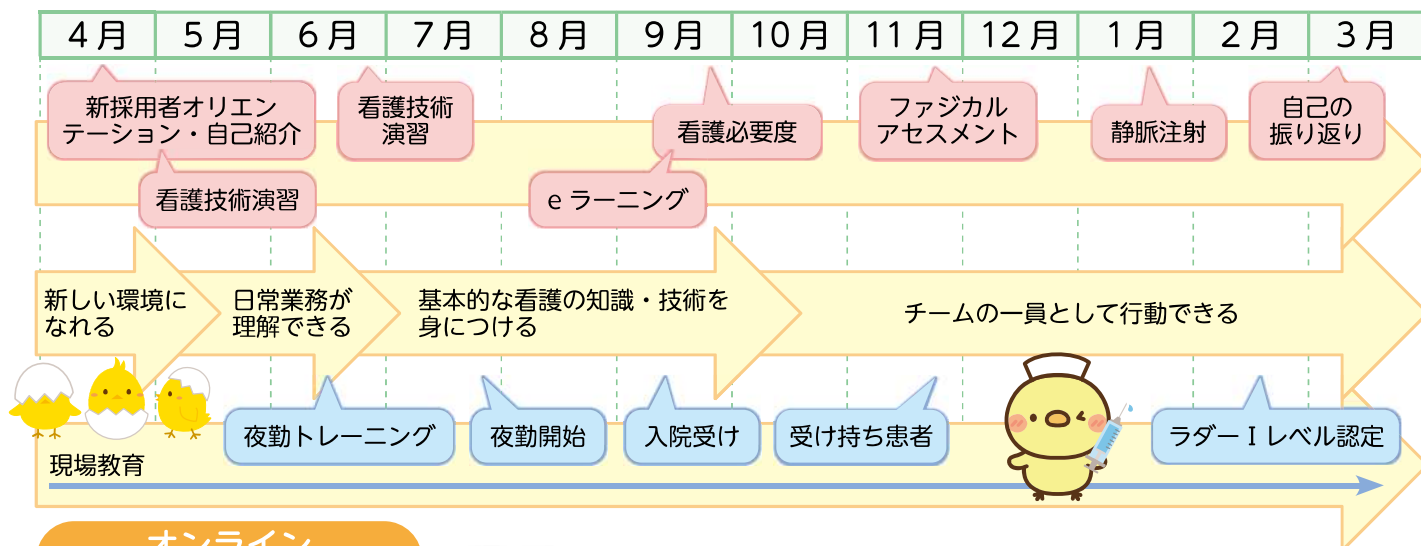 4月 5月 6月 7月 8月 9月 10月 11月 12月 1月 2月 3月
新採用者オリエン
テーション・自己紹介
看護技術
演習
看護必要度
ファジカル
アセスメント
静脈注射
自己の
振り返り
看護技術演習
eラーニング
新しい環境に
なれる
日常業務が
理解できる
基本的な看護の知識・技術を
身につける
チームの一員として行動できる
夜勤トレーニング
夜勤開始
入院受け
受け持ち患者
ラダーⅠレベル認定
現場教育
オンライン